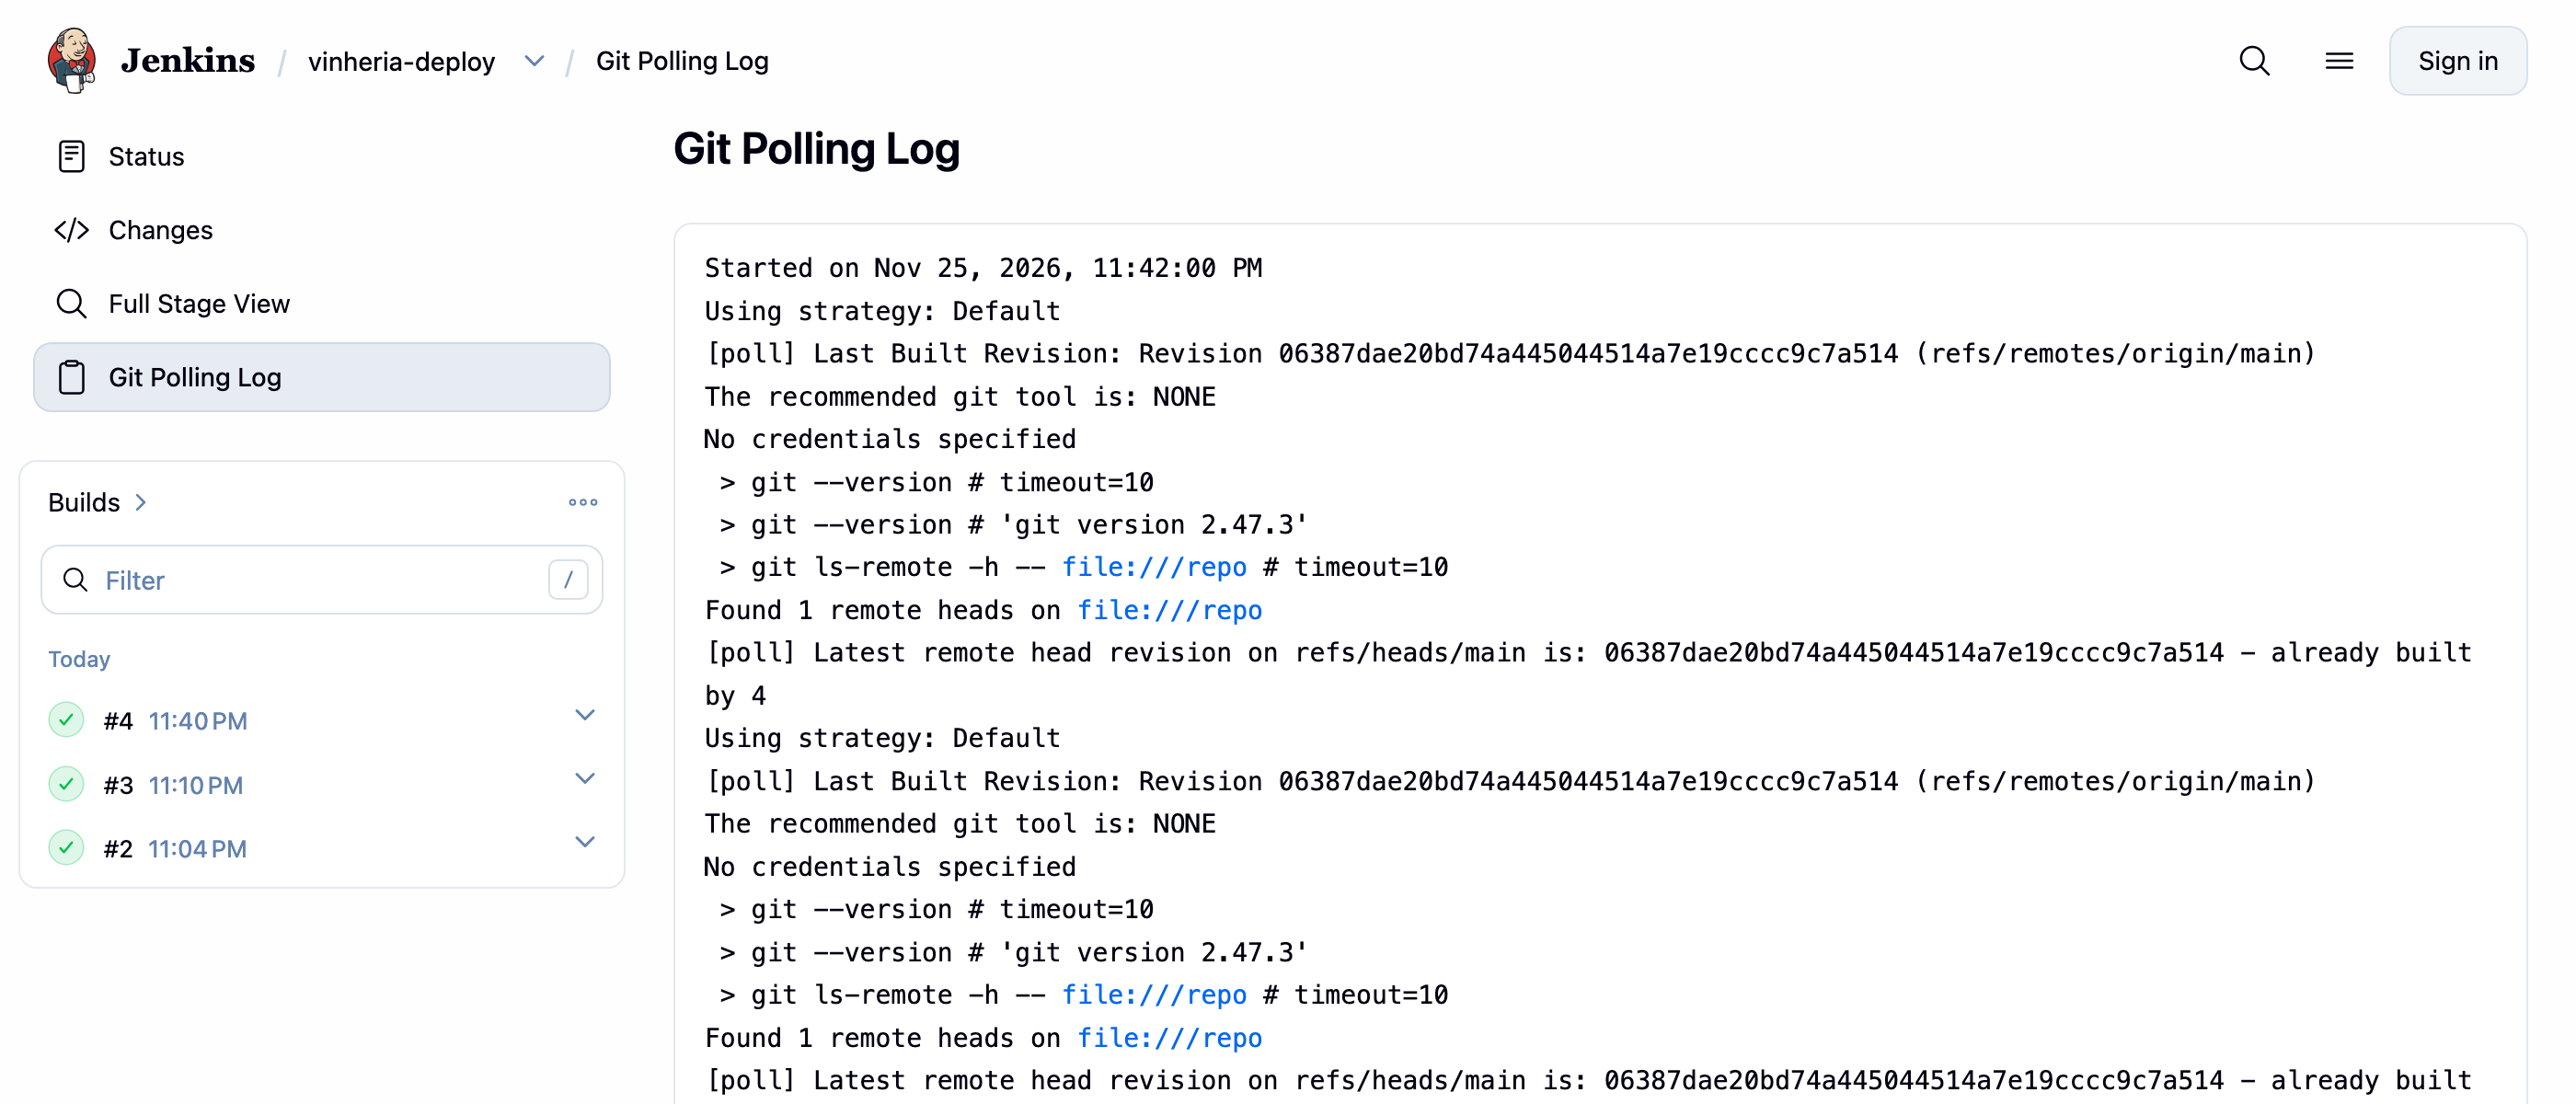 Jenkins / vinheria-deploy / Git Polling Log
Sign in
Status
Changes
Full Stage View
Git Polling Log
Builds
Filter /
Today
#4 11:40 PM
#3 11:10 PM
#2 11:04 PM
Git Polling Log
Started on Nov 25, 2026, 11:42:00 PM
Using strategy: Default
[poll] Last Built Revision: Revision 06387dae20bd74a445044514a7e19cccc9c7a514 (refs/remotes/origin/main)
The recommended git tool is: NONE
No credentials specified
> git --version # timeout=10
> git --version # 'git version 2.47.3'
> git ls-remote -h -- file:///repo # timeout=10
Found 1 remote heads on file:///repo
[poll] Latest remote head revision on refs/heads/main is: 06387dae20bd74a445044514a7e19cccc9c7a514 - already built
by 4
Using strategy: Default
[poll] Last Built Revision: Revision 06387dae20bd74a445044514a7e19cccc9c7a514 (refs/remotes/origin/main)
The recommended git tool is: NONE
No credentials specified
> git --version # timeout=10
> git --version # 'git version 2.47.3'
> git ls-remote -h -- file:///repo # timeout=10
Found 1 remote heads on file:///repo
[poll] Latest remote head revision on refs/heads/main is: 06387dae20bd74a445044514a7e19cccc9c7a514 - already built